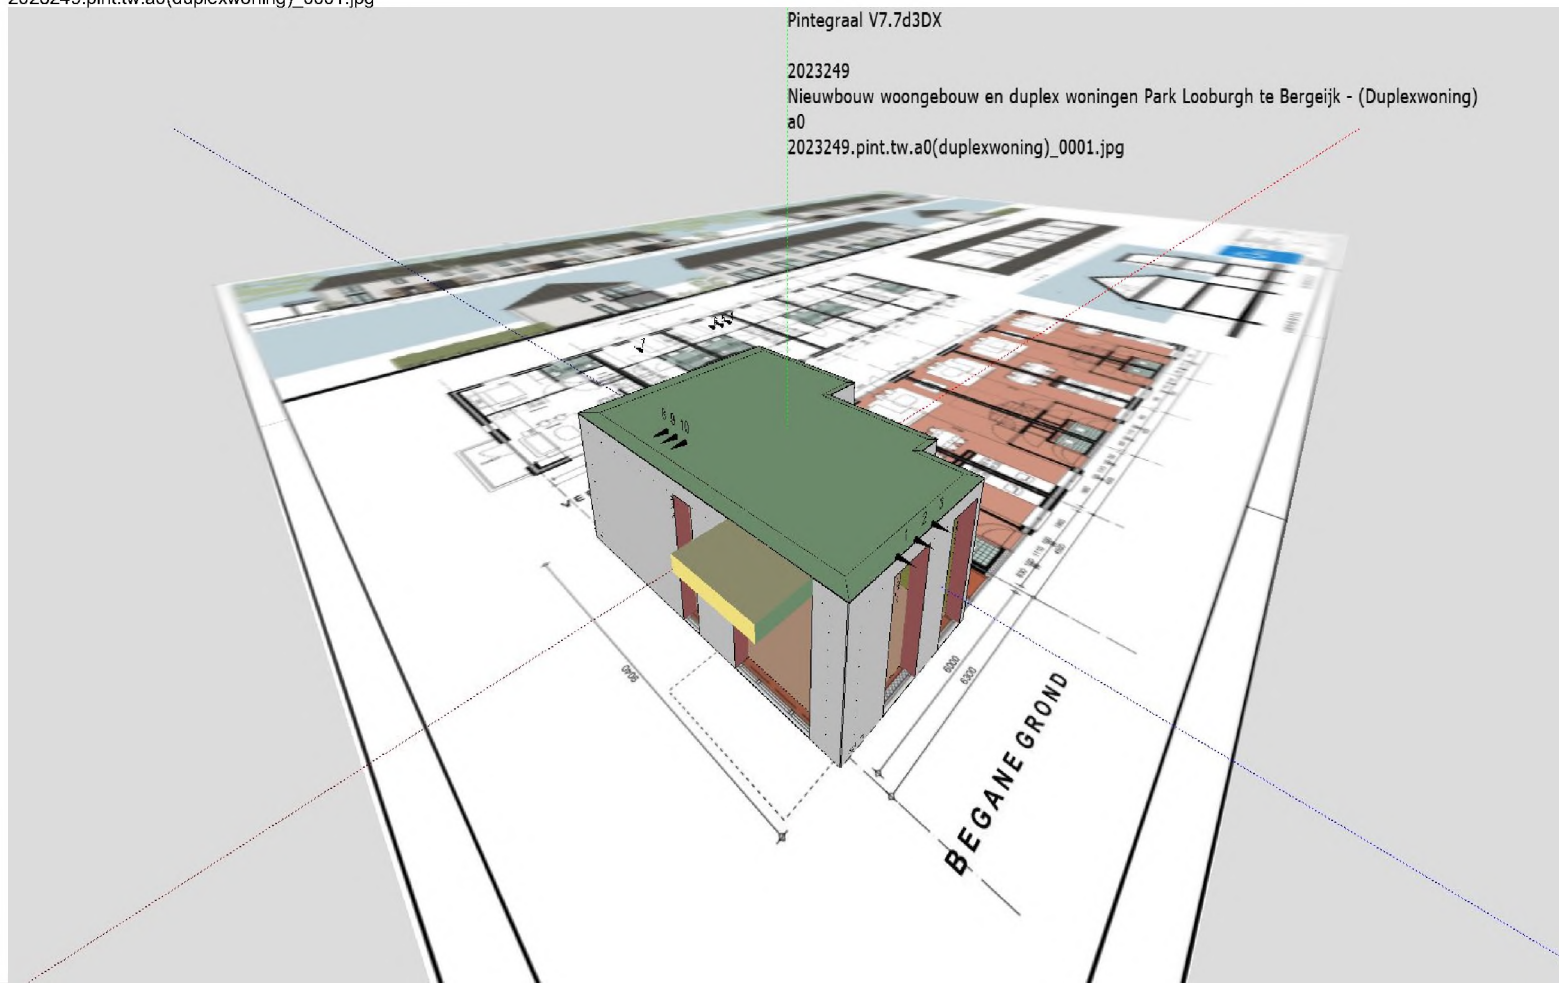 2023249.pint.tw.a0(duplexwoning)_0001.jpg
Pintegraal V7.7d3DX
2023249
Nieuwbouw woongebouw en duplex woningen Park Looburgh te Bergeijk - (Duplexwoning)
a0
2023249.pint.tw.a0(duplexwoning)_0001.jpg
7
8 9 10
1 2 3
9040
6000
6300
BEGANE GROND